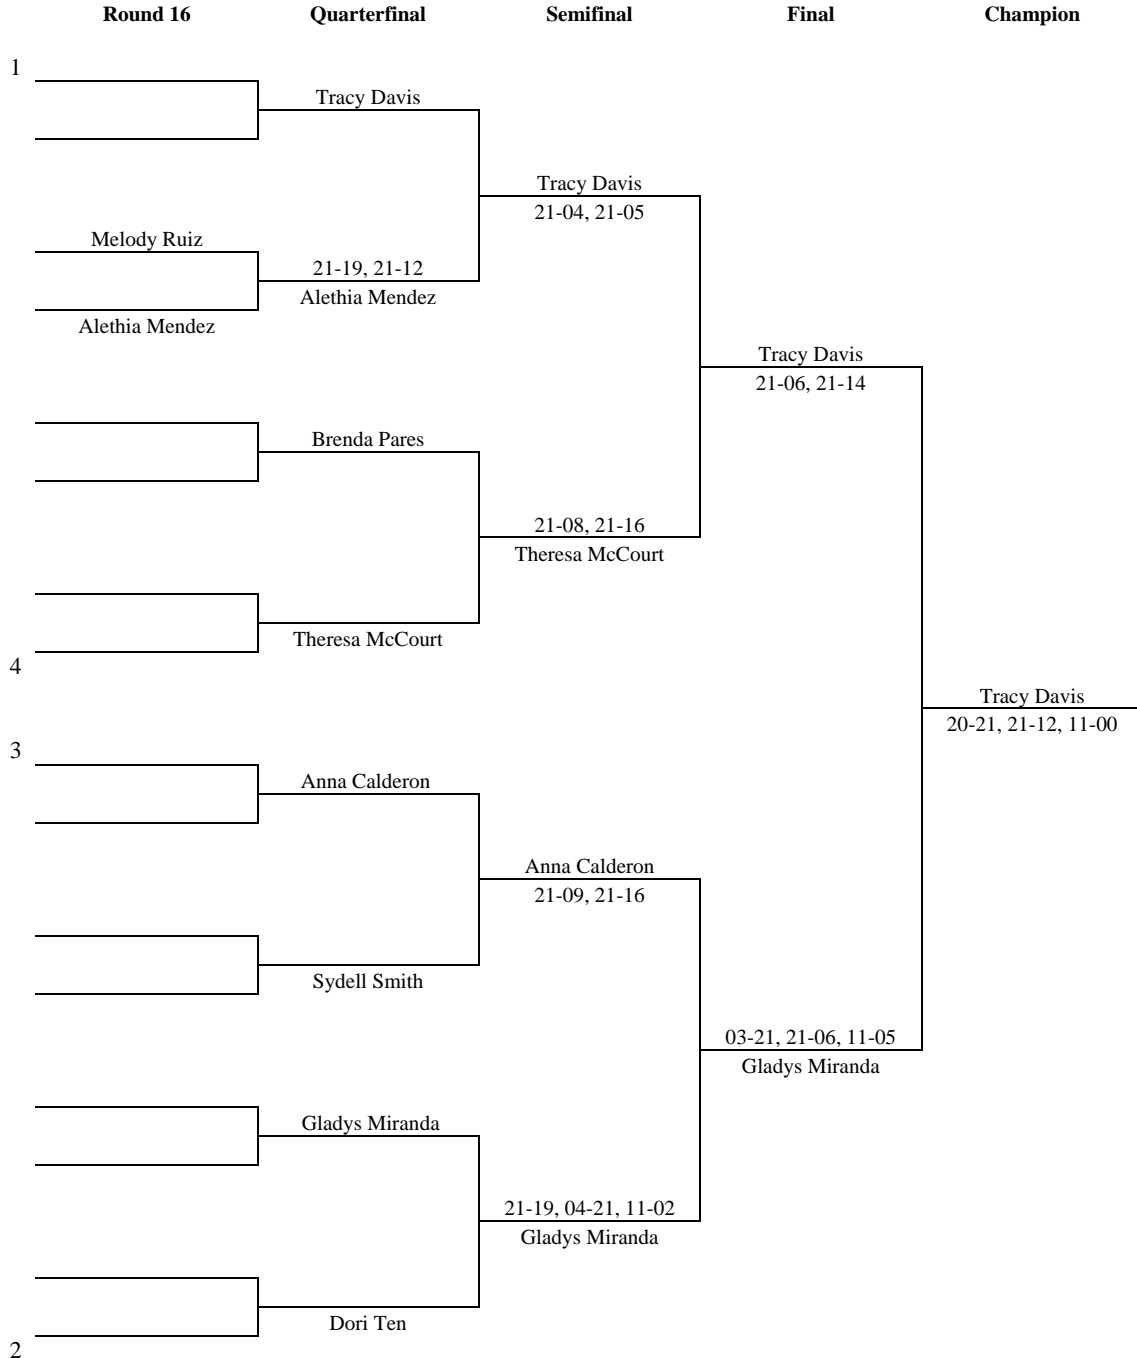 Round 16 Quarterfinal Semifinal Final Champion
1
Tracy Davis
Tracy Davis
21-04, 21-05
Melody Ruiz
21-19, 21-12
Alethia Mendez
Alethia Mendez
Tracy Davis
21-06, 21-14
Brenda Pares
21-08, 21-16
Theresa McCourt
Theresa McCourt
4
Tracy Davis
20-21, 21-12, 11-00
3
Anna Calderon
Anna Calderon
21-09, 21-16
Sydell Smith
03-21, 21-06, 11-05
Gladys Miranda
Gladys Miranda
21-19, 04-21, 11-02
Gladys Miranda
Dori Ten
2